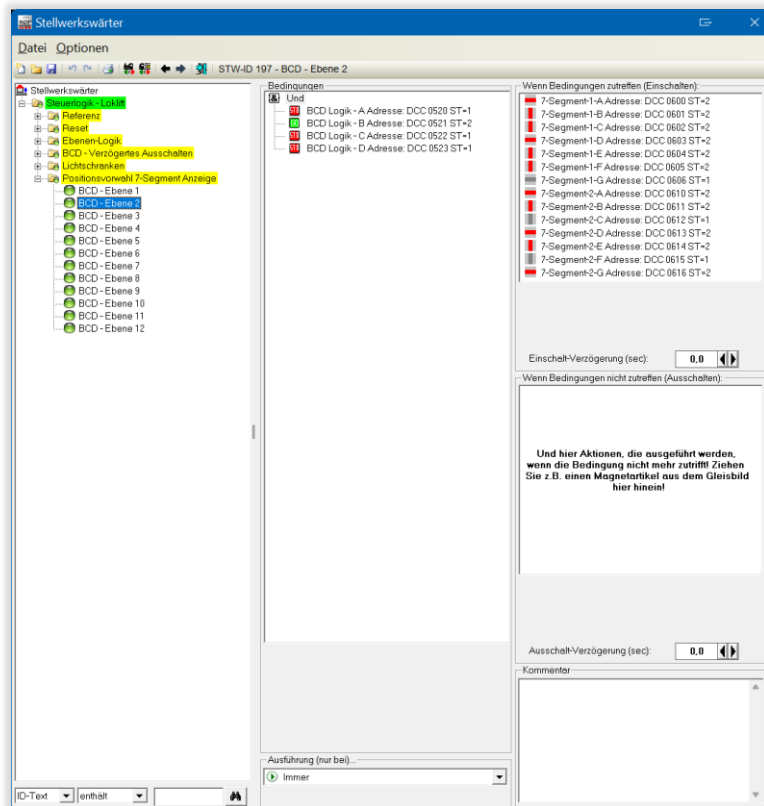 Stellwerkswärter
Datei Optionen
STW-ID 197 - BCD - Ebene 2
Stellwerkswärter
Steuerlogik - Loklift
Referenz
Reset
Ebenen-Logik
BCD - Verzögertes Ausschalten
Lichtschranken
Positionsvorwahl 7-Segment Anzeige
BCD - Ebene 1
BCD - Ebene 2
BCD - Ebene 3
BCD - Ebene 4
BCD - Ebene 5
BCD - Ebene 6
BCD - Ebene 7
BCD - Ebene 8
BCD - Ebene 9
BCD - Ebene 10
BCD - Ebene 11
BCD - Ebene 12
ID-Text enthält
Bedingungen
& Und
BCD Logik - A Adresse: DCC 0520 ST=1
BCD Logik - B Adresse: DCC 0521 ST=2
BCD Logik - C Adresse: DCC 0522 ST=1
BCD Logik - D Adresse: DCC 0523 ST=1
Ausführung (nur bei)...
Immer
Wenn Bedingungen zutreffen (Einschalten):
7-Segment-1-A Adresse: DCC 0600 ST=2
7-Segment-1-B Adresse: DCC 0601 ST=2
7-Segment-1-C Adresse: DCC 0602 ST=2
7-Segment-1-D Adresse: DCC 0603 ST=2
7-Segment-1-E Adresse: DCC 0604 ST=2
7-Segment-1-F Adresse: DCC 0605 ST=2
7-Segment-1-G Adresse: DCC 0606 ST=1
7-Segment-2-A Adresse: DCC 0610 ST=2
7-Segment-2-B Adresse: DCC 0611 ST=2
7-Segment-2-C Adresse: DCC 0612 ST=1
7-Segment-2-D Adresse: DCC 0613 ST=2
7-Segment-2-E Adresse: DCC 0614 ST=2
7-Segment-2-F Adresse: DCC 0615 ST=1
7-Segment-2-G Adresse: DCC 0616 ST=2
Einschalt-Verzögerung (sec): 0,0
Wenn Bedingungen nicht zutreffen (Ausschalten):
Und hier Aktionen, die ausgeführt werden,
wenn die Bedingung nicht mehr zutrifft! Ziehen
Sie z.B. einen Magnetartikel aus dem Gleisbild
hier hinein!
Ausschalt-Verzögerung (sec): 0,0
Kommentar